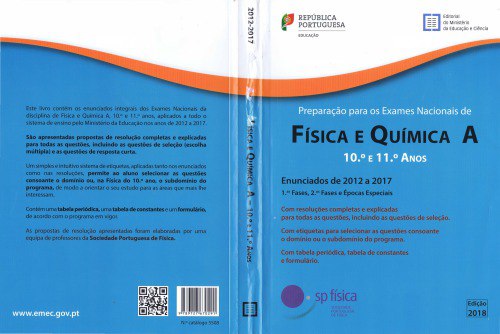 Este livro contém os enunciados integrais dos Exames Nacionais da
disciplina de Física e Química A, 10.º e 11.º anos, aplicados a todo o
sistema de ensino pelo Ministério da Educação nos anos de 2012 a 2017.
São apresentadas propostas de resolução completas e explicadas
para todas as questões, incluindo as questões de seleção (escolha
múltipla) e as questões de resposta curta.
Um simples e intuitivo sistema de etiquetas, aplicadas tanto nos enunciados
como nas resoluções, permite ao aluno selecionar as questões
consoante o domínio ou, na Física do 10.º ano, o subdomínio do
programa, de modo a orientar o seu estudo para as áreas que mais lhe
interessam.
Contém uma tabela periódica, uma tabela de constantes e um formulário,
de acordo com o programa em vigor.
As propostas de resolução apresentadas foram elaboradas por uma
equipa de professores da Sociedade Portuguesa de Física.
www.emec.gov.pt
N.º catálogo 5508
2012-2017
FÍSICA E QUÍMICA A – 10.º E 11.º ANOS
REPÚBLICA
PORTUGUESA
EDUCAÇÃO
Editorial
do Ministério
da Educação e Ciência
Preparação para os Exames Nacionais de
FÍSICA E QUÍMICA A
10.º E 11.º ANOS
Enunciados de 2012 a 2017
1.ªs Fases, 2.ªs Fases e Épocas Especiais
Com resoluções completas e explicadas
para todas as questões, incluindo as questões de seleção.
Com etiquetas para selecionar as questões consoante
o domínio ou o subdomínio do programa.
Com tabela periódica, tabela de constantes
e formulário.
sp física
SOCIEDADE
PORTUGUESA
DE FÍSICA
Edição
2018